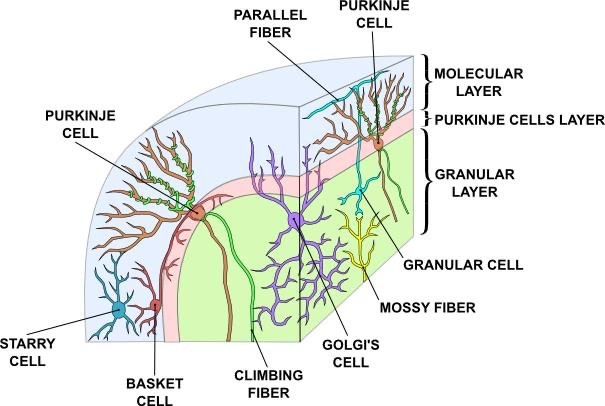 PARALLEL
FIBER
PURKINJE
CELL
MOLECULAR
LAYER
PURKINJE CELLS LAYER
PURKINJE
CELL
GRANULAR
LAYER
GRANULAR CELL
MOSSY FIBER
STARRY
CELL
BASKET
CELL
CLIMBING
FIBER
GOLGI'S
CELL